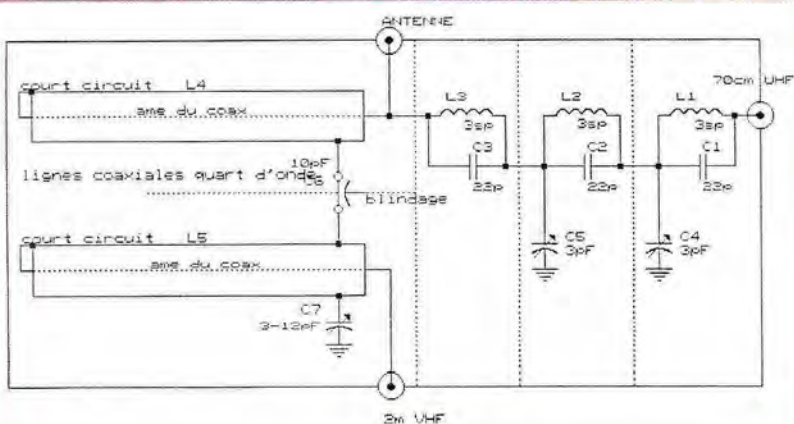 ANTENNE
court circuit L4
70cm UHF
L3 L2 L1
ame du coax
3sp 3sp 3sp
C3 C2 C1
10pF
C6
lignes coaxiales quart d'onde
22p 22p 22p
blindage
court circuit L5
C5 C4
3pF 3pF
ame du coax
C7
3-12pF
2m VHF